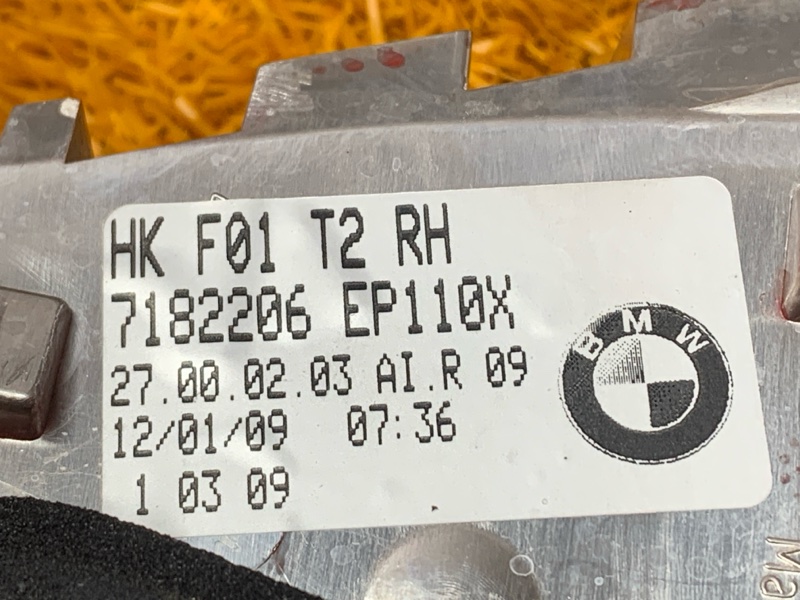 HK F01 T2 RH
7182206 EP110X
27.00.02.03 AI.R 09
12/01/09 07:36
1 03 09
BMW
Ma